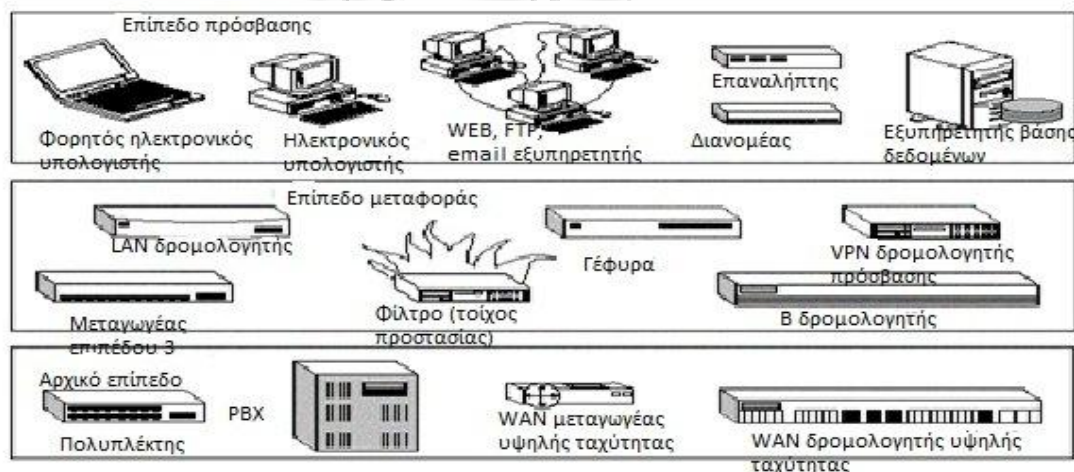 Επίπεδο πρόσβασης
Επαναλήπτης
Φορητός ηλεκτρονικός
υπολογιστής
Ηλεκτρονικός
υπολογιστής
WEB, FTP,
email εξυπηρετητής
Διανομέας
Εξυπηρετητής βάσης
δεδομένων
Επίπεδο μεταφοράς
LAN δρομολογητής
Γέφυρα
VPN δρομολογητής
πρόσβασης
Μεταγωγέας
επιπέδου 3
Φίλτρο (τοίχος
προστασίας)
Β δρομολογητής
Αρχικό επίπεδο
Πολυπλέκτης
PBX
WAN μεταγωγέας
υψηλής ταχύτητας
WAN δρομολογητής υψηλής
ταχύτητας